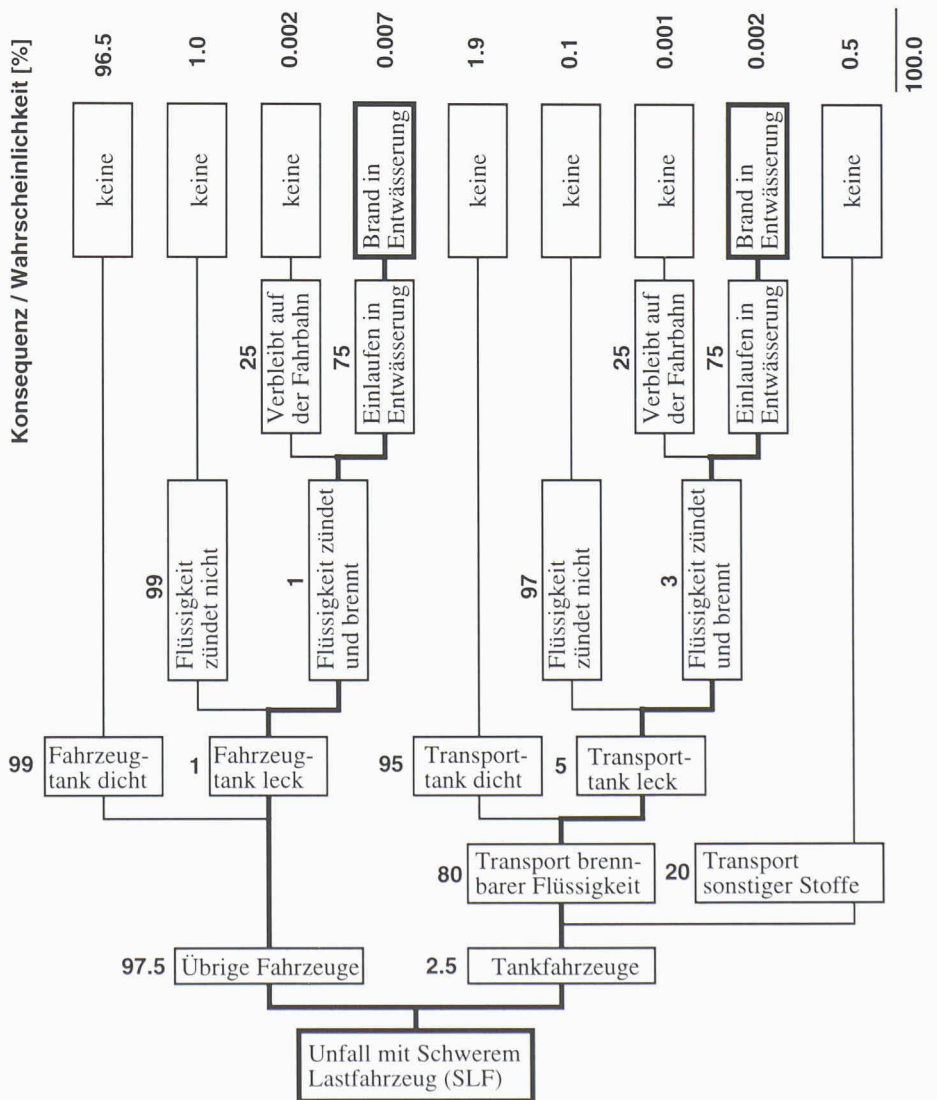 Konsequenz / Wahrscheinlichkeit [%]
96.5
1.0
0.002
0.007
1.9
0.1
0.001
0.002
0.5
100.0
keine
keine
keine
Brand in
Entwässerung
keine
keine
keine
Brand in
Entwässerung
keine
25
Verbleibt auf
der Fahrbahn
75
Einlaufen in
Entwässerung
25
Verbleibt auf
der Fahrbahn
75
Einlaufen in
Entwässerung
99
Flüssigkeit
zündet nicht
1
Flüssigkeit zündet
und brennt
97
Flüssigkeit
zündet nicht
3
Flüssigkeit zündet
und brennt
99
Fahrzeug-
tank dicht
1
Fahrzeug-
tank leck
95
Transport-
tank dicht
5
Transport-
tank leck
80
Transport brenn-
barer Flüssigkeit
20
Transport
sonstiger Stoffe
97.5
Übrige Fahrzeuge
2.5
Tankfahrzeuge
Unfall mit Schwerem
Lastfahrzeug (SLF)